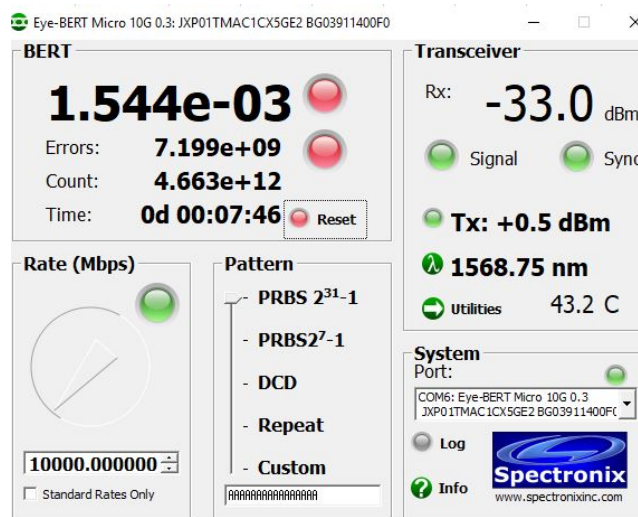 Eye-BERT Micro 10G 0.3: JXP01TMAC1CX5GE2 BG03911400F0
BERT
1.544e-03
Errors: 7.199e+09
Count: 4.663e+12
Time: 0d 00:07:46 Reset
Transceiver
Rx: -33.0 dBm
Signal Sync
Tx: +0.5 dBm
λ 1568.75 nm
Utilities 43.2 C
Rate (Mbps)
10000.000000
Standard Rates Only
Pattern
PRBS 2³¹-1
PRBS2⁷-1
DCD
Repeat
Custom
AAAAAAAAAAAAAAAA
System
Port:
COM6: Eye-BERT Micro 10G 0.3
JXP01TMAC1CX5GE2 BG03911400F(
Log
Info
Spectronix
www.spectronixinc.com